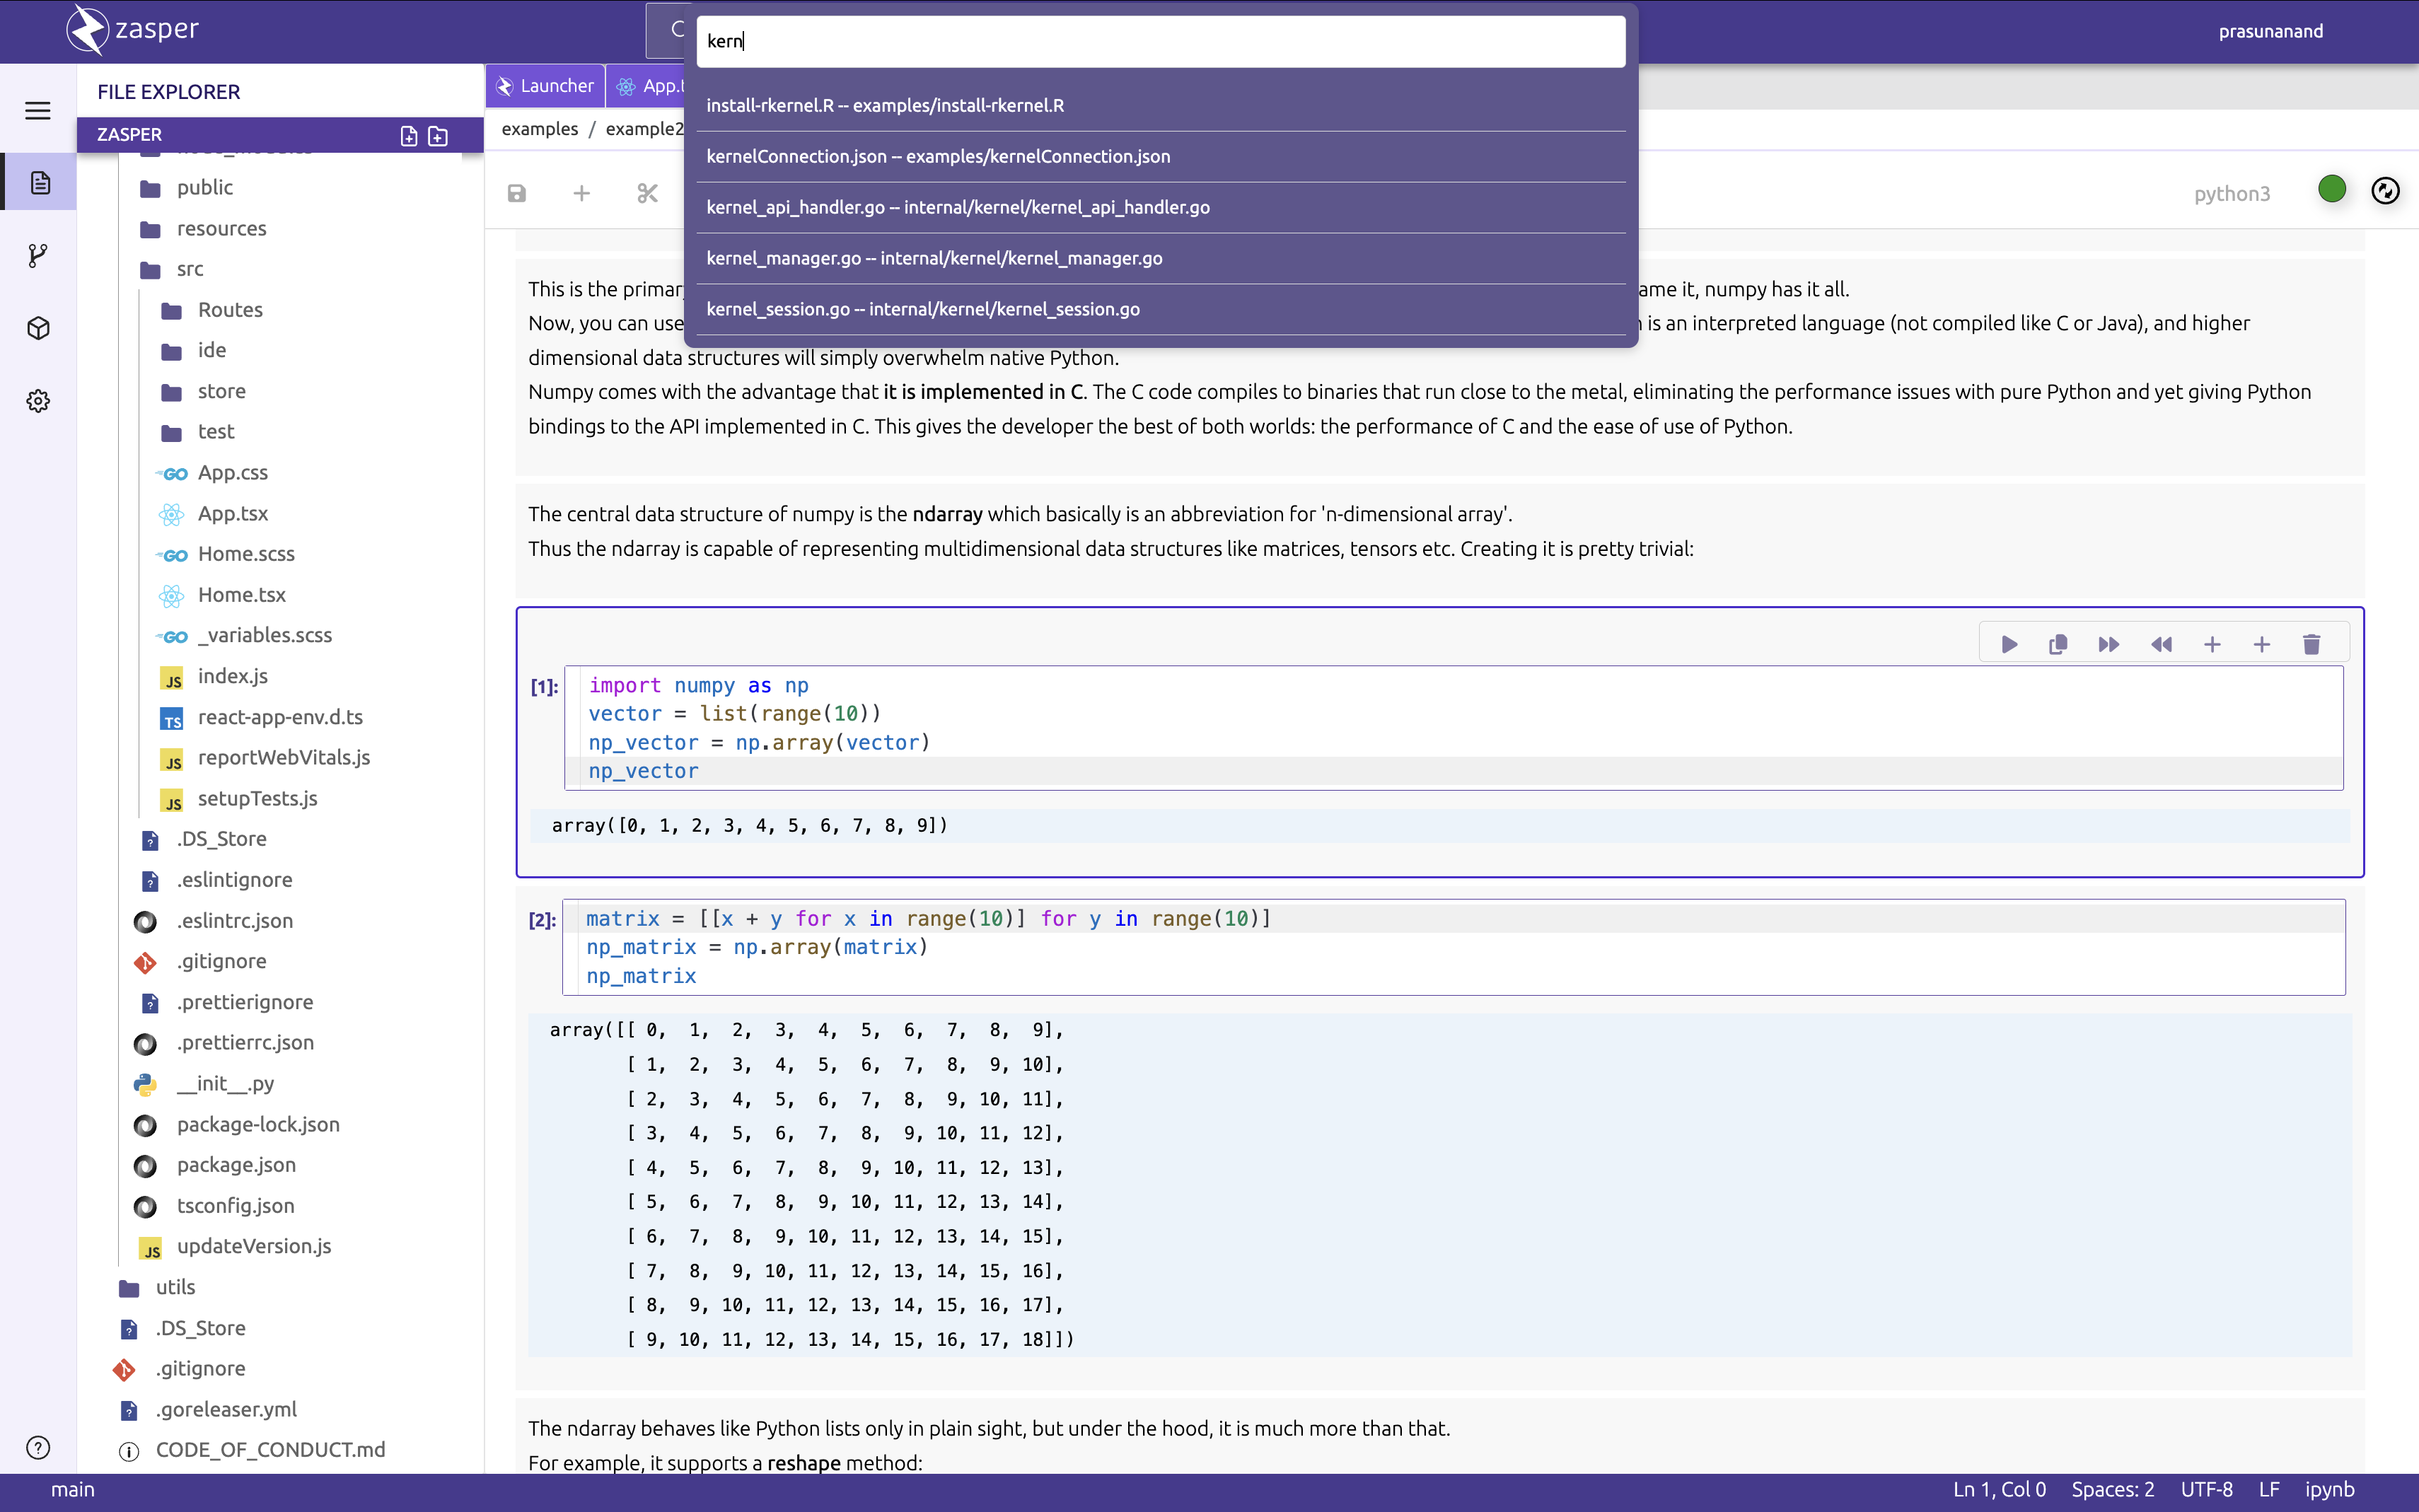 zasper
kern
prasunanand
install-rkernel.R -- examples/install-rkernel.R
kernelConnection.json -- examples/kernelConnection.json
kernel_api_handler.go -- internal/kernel/kernel_api_handler.go
kernel_manager.go -- internal/kernel/kernel_manager.go
kernel_session.go -- internal/kernel/kernel_session.go
FILE EXPLORER
ZASPER
public
resources
src
Routes
ide
store
test
GO App.css
App.tsx
GO Home.scss
Home.tsx
GO _variables.scss
JS index.js
TS react-app-env.d.ts
JS reportWebVitals.js
JS setupTests.js
? .DS_Store
? .eslintignore
.eslintrc.json
.gitignore
? .prettierignore
.prettierrc.json
__init__.py
package-lock.json
package.json
tsconfig.json
JS updateVersion.js
utils
? .DS_Store
.gitignore
? .goreleaser.yml
CODE_OF_CONDUCT.md
Launcher
examples / example2
python3
This is the primar ame it, numpy has it all.
Now, you can use is an interpreted language (not compiled like C or Java), and higher
dimensional data structures will simply overwhelm native Python.
Numpy comes with the advantage that it is implemented in C. The C code compiles to binaries that run close to the metal, eliminating the performance issues with pure Python and yet giving Python
bindings to the API implemented in C. This gives the developer the best of both worlds: the performance of C and the ease of use of Python.
The central data structure of numpy is the ndarray which basically is an abbreviation for 'n-dimensional array'.
Thus the ndarray is capable of representing multidimensional data structures like matrices, tensors etc. Creating it is pretty trivial:
[1]: import numpy as np
vector = list(range(10))
np_vector = np.array(vector)
np_vector
array([0, 1, 2, 3, 4, 5, 6, 7, 8, 9])
[2]: matrix = [[x + y for x in range(10)] for y in range(10)]
np_matrix = np.array(matrix)
np_matrix
array([[ 0, 1, 2, 3, 4, 5, 6, 7, 8, 9],
[ 1, 2, 3, 4, 5, 6, 7, 8, 9, 10],
[ 2, 3, 4, 5, 6, 7, 8, 9, 10, 11],
[ 3, 4, 5, 6, 7, 8, 9, 10, 11, 12],
[ 4, 5, 6, 7, 8, 9, 10, 11, 12, 13],
[ 5, 6, 7, 8, 9, 10, 11, 12, 13, 14],
[ 6, 7, 8, 9, 10, 11, 12, 13, 14, 15],
[ 7, 8, 9, 10, 11, 12, 13, 14, 15, 16],
[ 8, 9, 10, 11, 12, 13, 14, 15, 16, 17],
[ 9, 10, 11, 12, 13, 14, 15, 16, 17, 18]])
The ndarray behaves like Python lists only in plain sight, but under the hood, it is much more than that.
For example, it supports a reshape method:
main
Ln 1, Col 0 Spaces: 2 UTF-8 LF ipynb